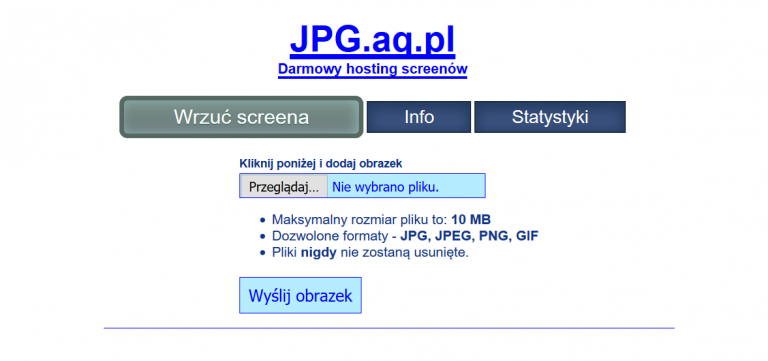 JPG.aq.pl
Darmowy hosting screenów
Wrzuć screena Info Statystyki
Kliknij poniżej i dodaj obrazek
Przeglądaj... Nie wybrano pliku.
Maksymalny rozmiar pliku to: 10 MB
Dozwolone formaty - JPG, JPEG, PNG, GIF
Pliki nigdy nie zostaną usunięte.
Wyślij obrazek